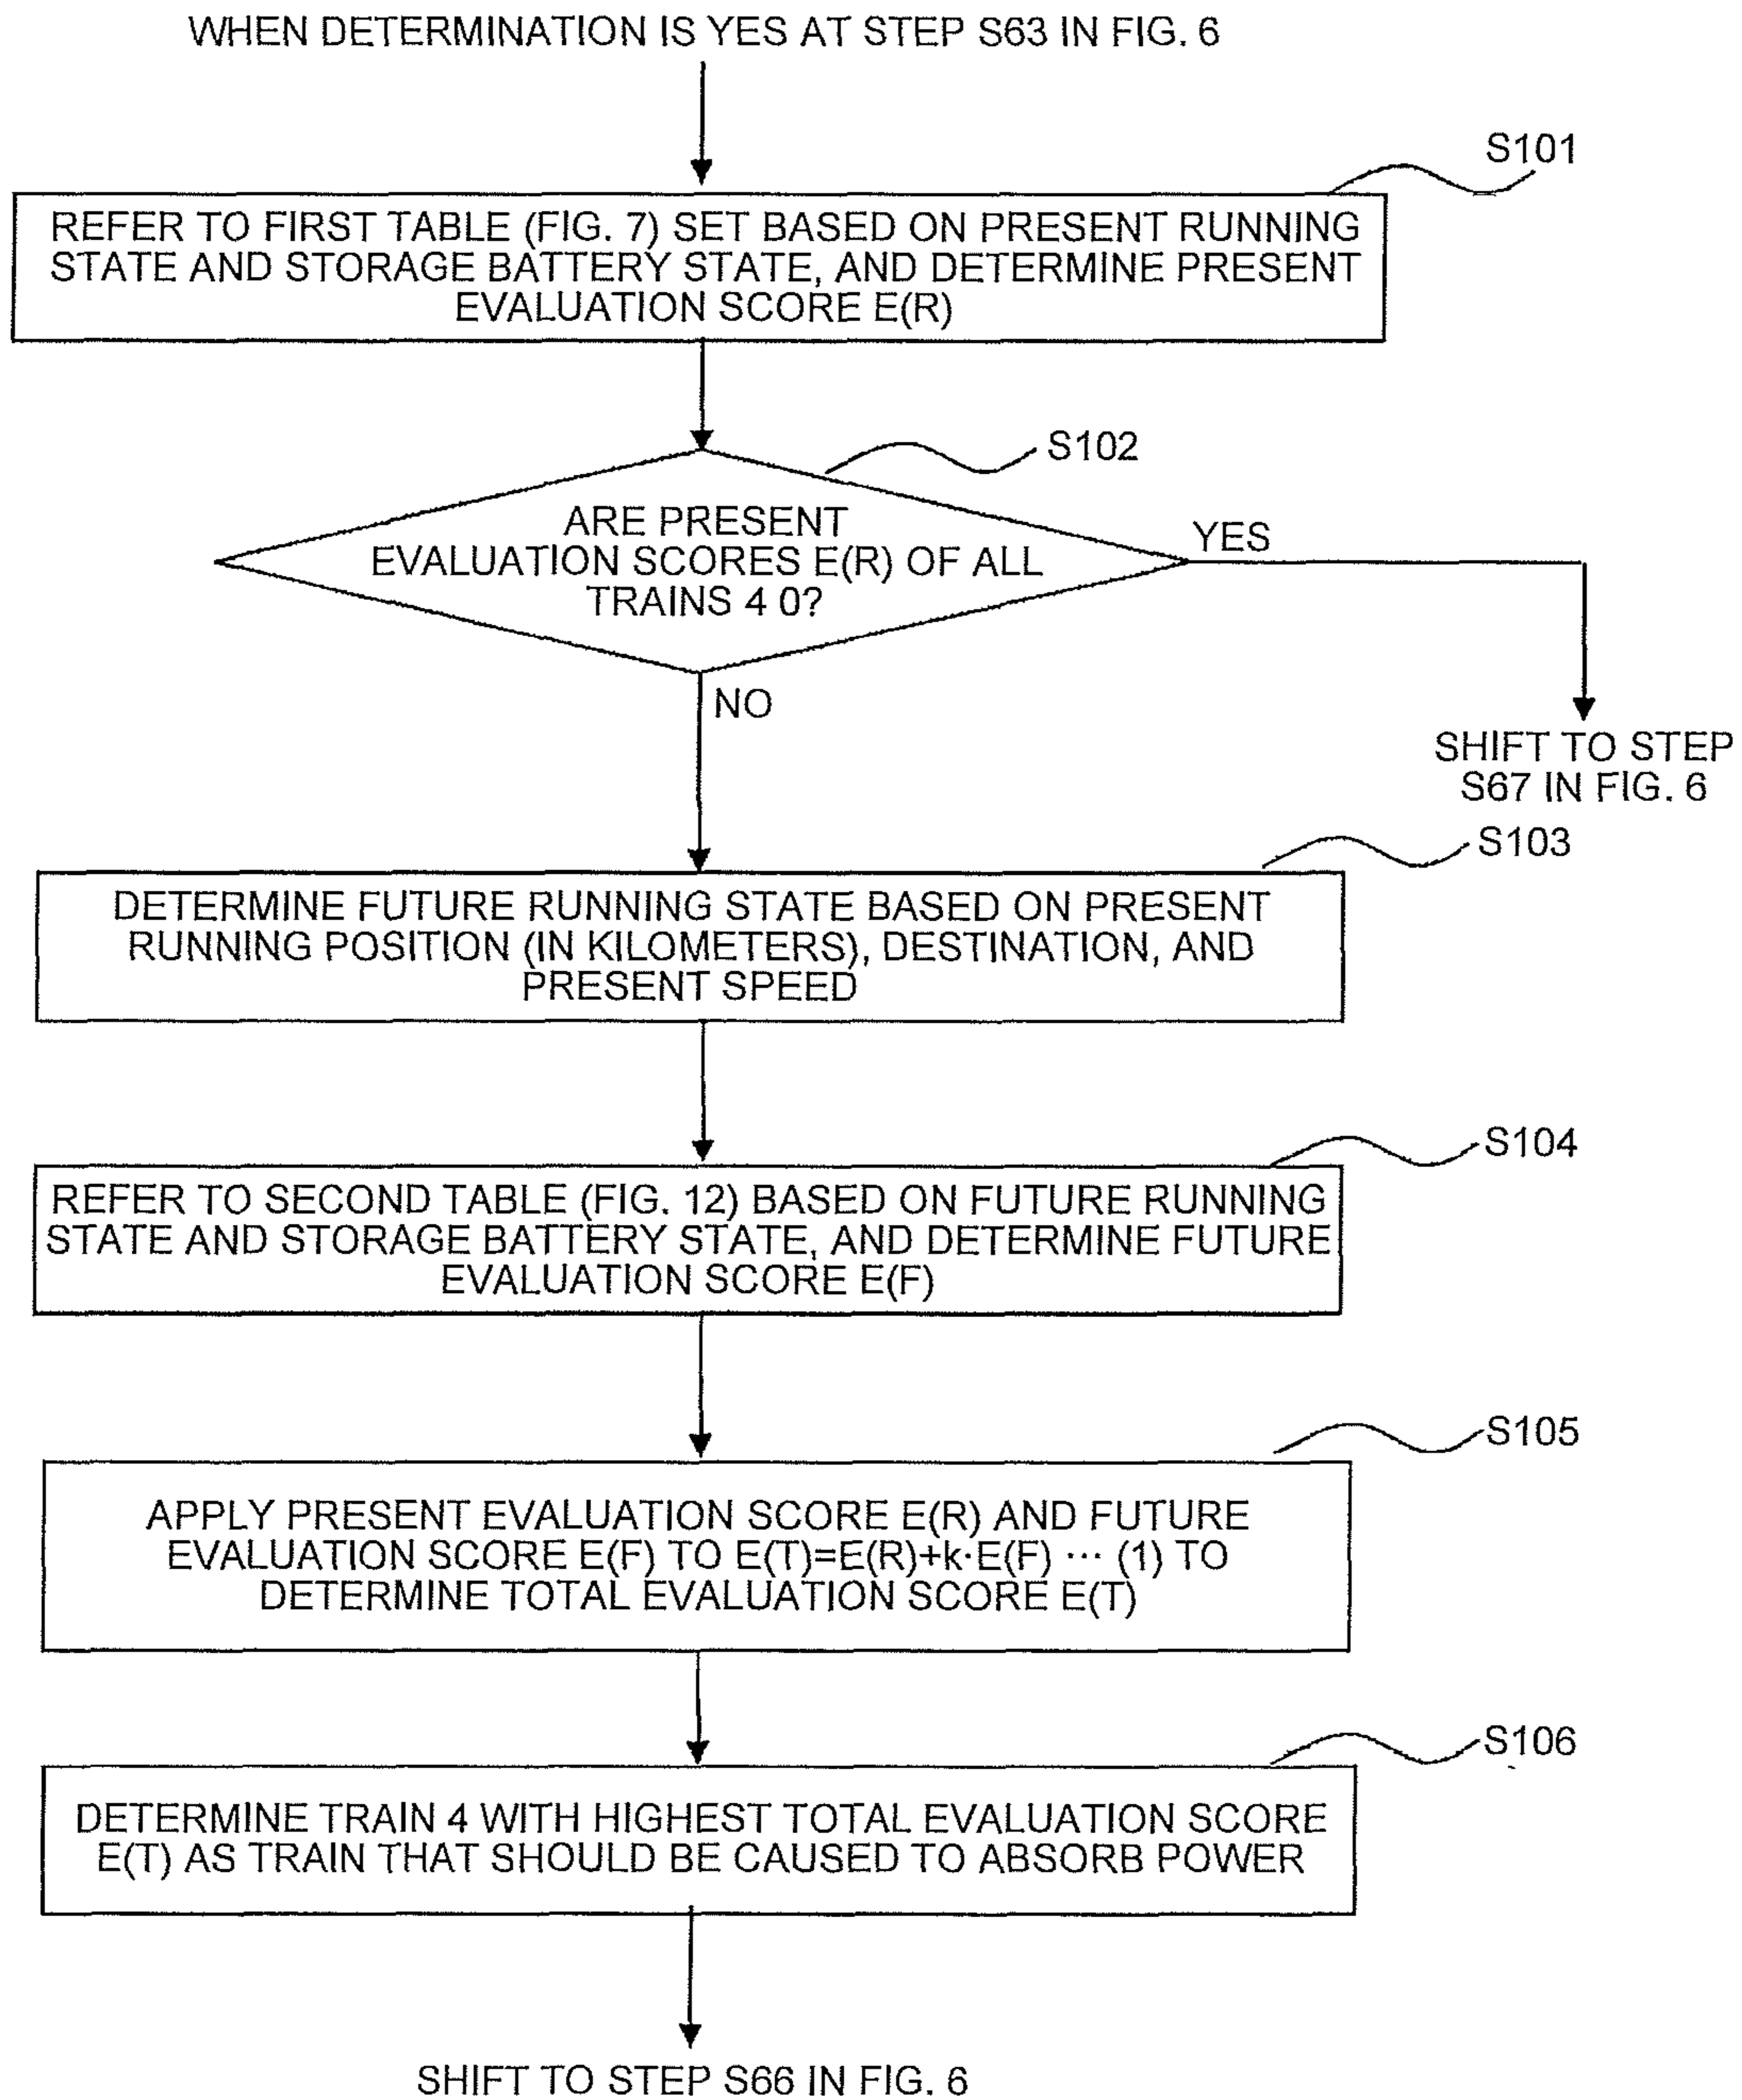 WHEN DETERMINATION IS YES AT STEP S63 IN FIG. 6
S101
REFER TO FIRST TABLE (FIG. 7) SET BASED ON PRESENT RUNNING
STATE AND STORAGE BATTERY STATE, AND DETERMINE PRESENT
EVALUATION SCORE E(R)
S102
ARE PRESENT
EVALUATION SCORES E(R) OF ALL
TRAINS 4 0?
YES
NO
SHIFT TO STEP
S67 IN FIG. 6
S103
DETERMINE FUTURE RUNNING STATE BASED ON PRESENT
RUNNING POSITION (IN KILOMETERS), DESTINATION, AND
PRESENT SPEED
S104
REFER TO SECOND TABLE (FIG. 12) BASED ON FUTURE RUNNING
STATE AND STORAGE BATTERY STATE, AND DETERMINE FUTURE
EVALUATION SCORE E(F)
S105
APPLY PRESENT EVALUATION SCORE E(R) AND FUTURE
EVALUATION SCORE E(F) TO E(T)=E(R)+k·E(F) ··· (1) TO
DETERMINE TOTAL EVALUATION SCORE E(T)
S106
DETERMINE TRAIN 4 WITH HIGHEST TOTAL EVALUATION SCORE
E(T) AS TRAIN THAT SHOULD BE CAUSED TO ABSORB POWER
SHIFT TO STEP S66 IN FIG. 6